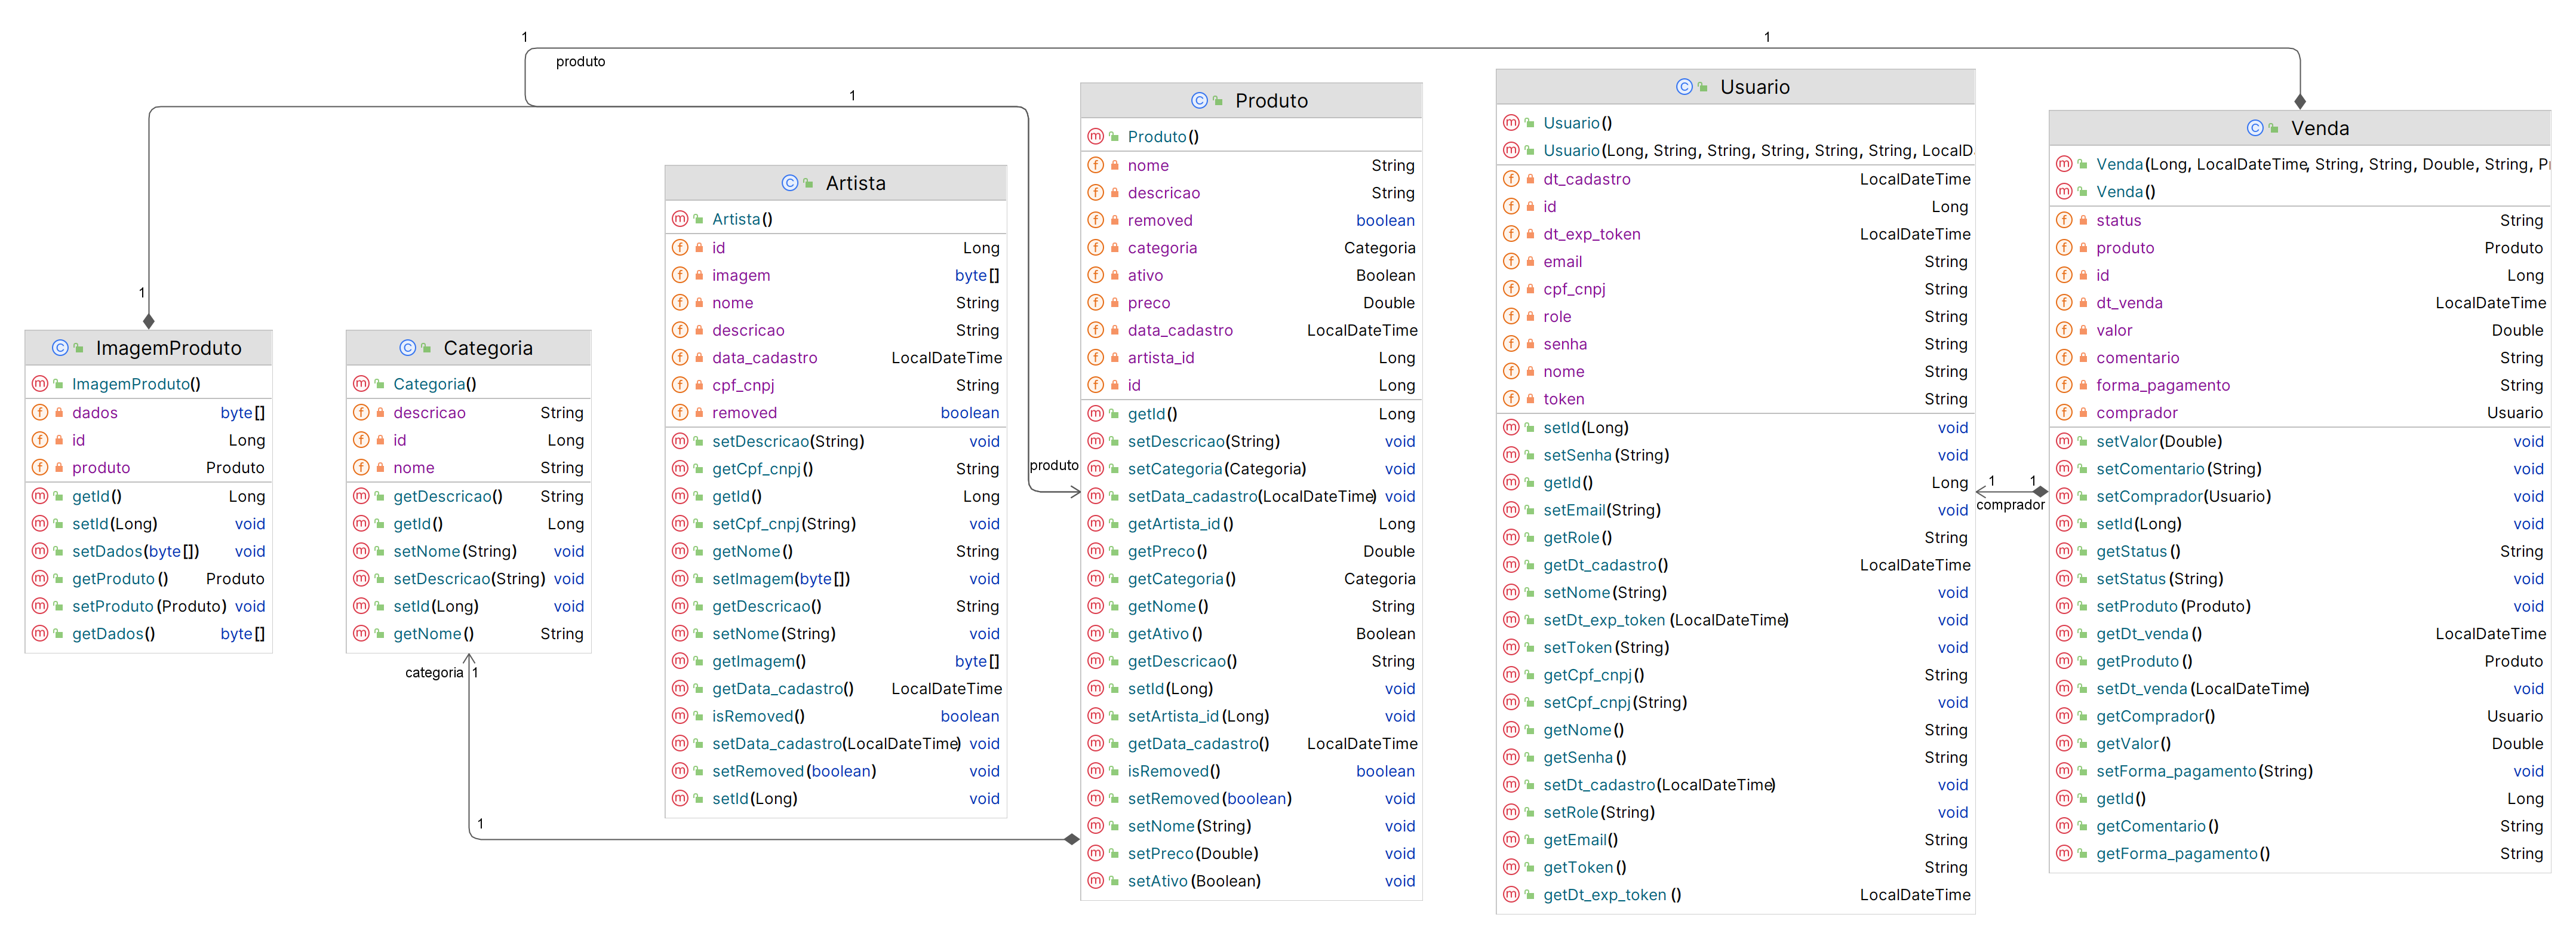 1
1
produto
1
1
ImagemProduto
ImagemProduto()
dados byte[]
id Long
produto Produto
getId() Long
setId(Long) void
setDados(byte[]) void
getProduto() Produto
setProduto(Produto) void
getDados() byte[]
Categoria
Categoria()
descricao String
id Long
nome String
getDescricao() String
getId() Long
setNome(String) void
setDescricao(String) void
setId(Long) void
getNome() String
categoria 1
1
Artista
Artista()
id Long
imagem byte[]
nome String
descricao String
data_cadastro LocalDateTime
cpf_cnpj String
removed boolean
setDescricao(String) void
getCpf_cnpj() String
getId() Long
setCpf_cnpj(String) void
getNome() String
setImagem(byte[]) void
getDescricao() String
setNome(String) void
getImagem() byte[]
getData_cadastro() LocalDateTime
isRemoved() boolean
setData_cadastro(LocalDateTime) void
setRemoved(boolean) void
setId(Long) void
produto
Produto
Produto()
nome String
descricao String
removed boolean
categoria Categoria
ativo Boolean
preco Double
data_cadastro LocalDateTime
artista_id Long
id Long
getId() Long
setDescricao(String) void
setCategoria(Categoria) void
setData_cadastro(LocalDateTime) void
getArtista_id() Long
getPreco() Double
getCategoria() Categoria
getNome() String
getAtivo() Boolean
getDescricao() String
setId(Long) void
setArtista_id(Long) void
getData_cadastro() LocalDateTime
isRemoved() boolean
setRemoved(boolean) void
setNome(String) void
setPreco(Double) void
setAtivo(Boolean) void
Usuario
Usuario()
Usuario(Long, String, String, String, String, String, LocalD
dt_cadastro LocalDateTime
id Long
dt_exp_token LocalDateTime
email String
cpf_cnpj String
role String
senha String
nome String
token String
setId(Long) void
setSenha(String) void
getId() Long
setEmail(String) void
getRole() String
getDt_cadastro() LocalDateTime
setNome(String) void
setDt_exp_token(LocalDateTime) void
setToken(String) void
getCpf_cnpj() String
setCpf_cnpj(String) void
getNome() String
getSenha() String
setDt_cadastro(LocalDateTime) void
setRole(String) void
getEmail() String
getToken() String
getDt_exp_token() LocalDateTime
1 1
comprador
Venda
Venda(Long, LocalDateTime, String, String, Double, String, P
Venda()
status String
produto Produto
id Long
dt_venda LocalDateTime
valor Double
comentario String
forma_pagamento String
comprador Usuario
setValor(Double) void
setComentario(String) void
setComprador(Usuario) void
setId(Long) void
getStatus() String
setStatus(String) void
setProduto(Produto) void
getDt_venda() LocalDateTime
getProduto() Produto
setDt_venda(LocalDateTime) void
getComprador() Usuario
getValor() Double
setForma_pagamento(String) void
getId() Long
getComentario() String
getForma_pagamento() String